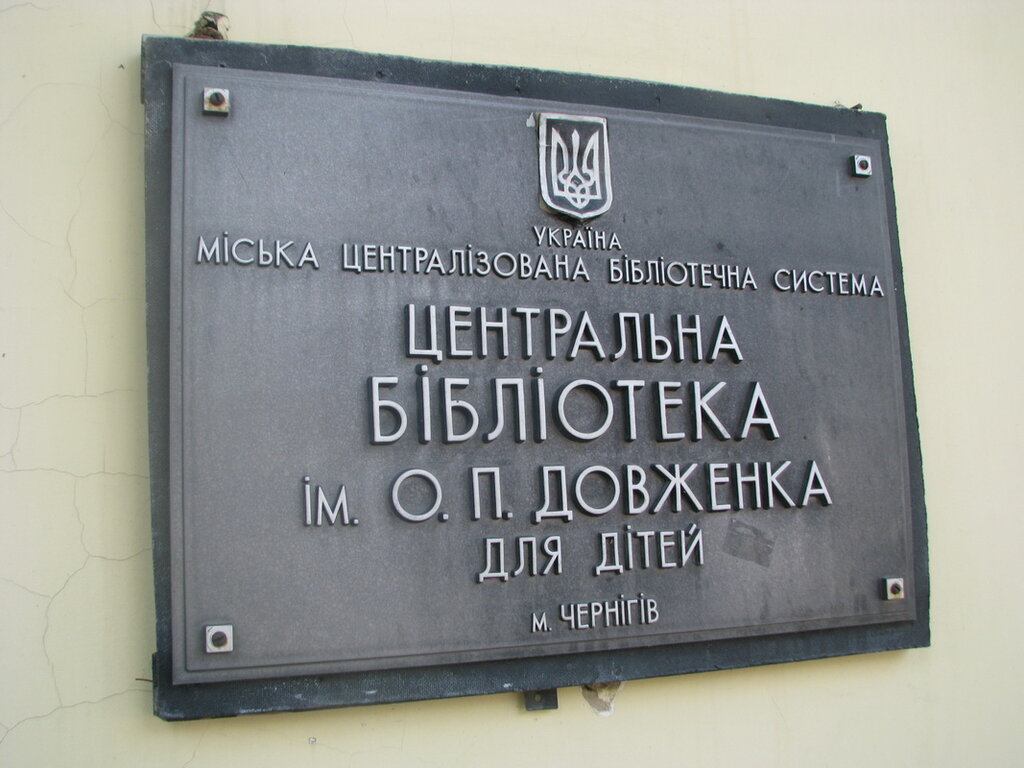 УКРАЇНА
МІСЬКА ЦЕНТРАЛІЗОВАНА БІБЛІОТЕЧНА СИСТЕМА
ЦЕНТРАЛЬНА
БІБЛІОТЕКА
ІМ. О. П. ДОВЖЕНКА
ДЛЯ ДІТЕЙ
М. ЧЕРНІГІВ